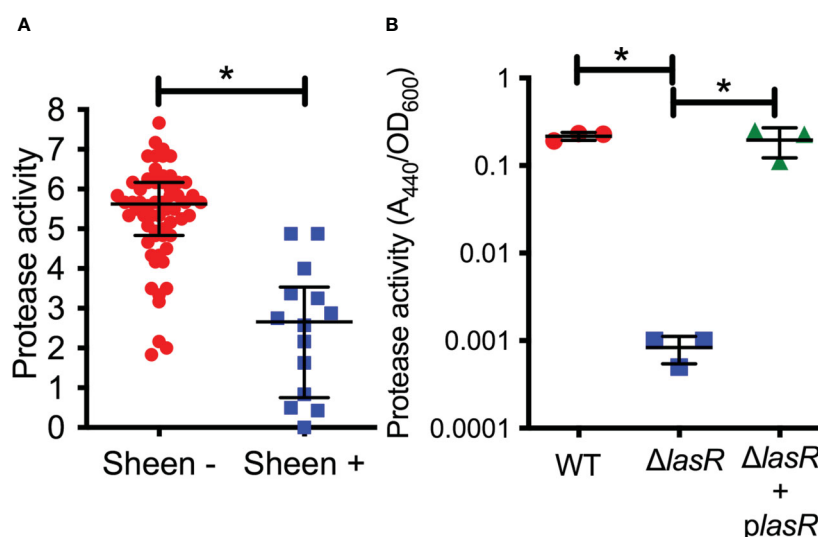 A
*
Protease activity
8
7
6
5
4
3
2
1
0
Sheen -
Sheen +
B
*
*
Protease activity (A440/OD600)
1
0.1
0.01
0.001
0.0001
WT
ΔlasR
ΔlasR
+
plasR